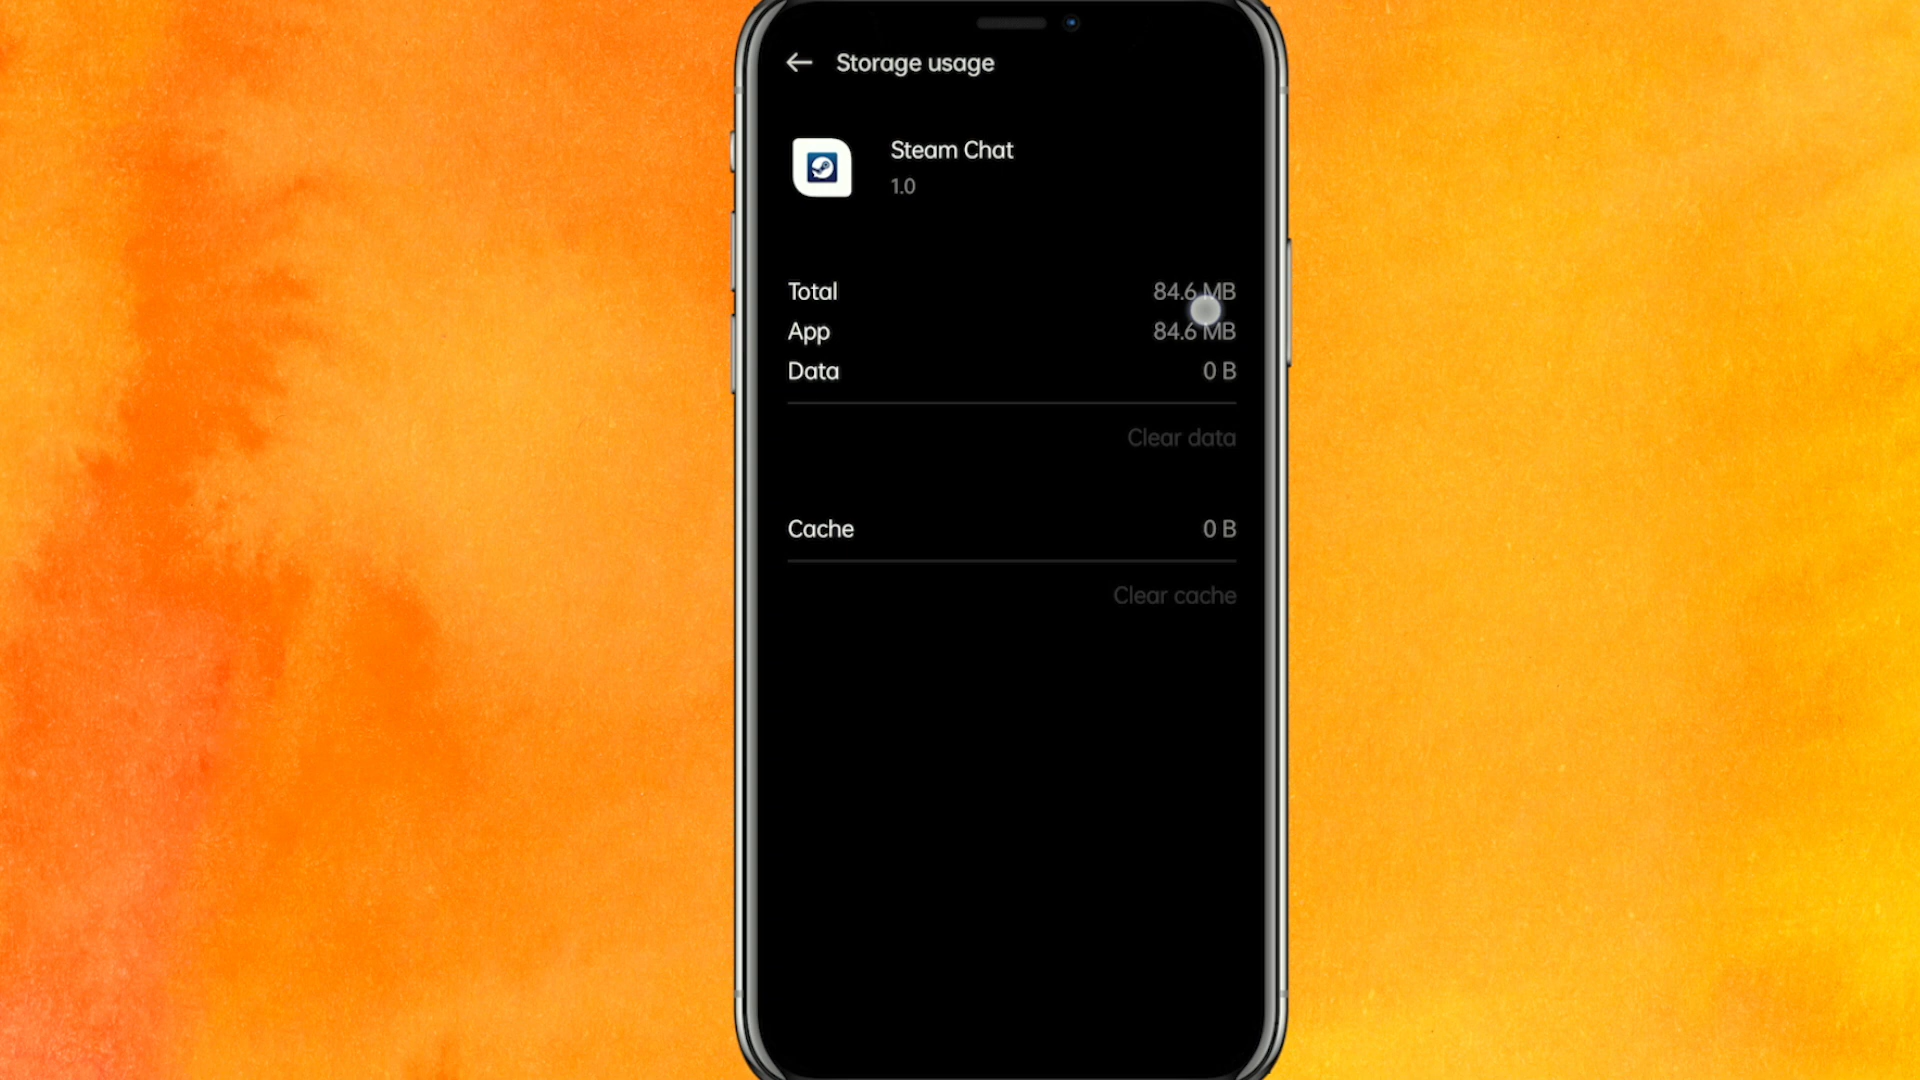 Storage usage
Steam Chat
1.0
Total 84.6 MB
App 84.6 MB
Data 0 B
Clear data
Cache 0 B
Clear cache